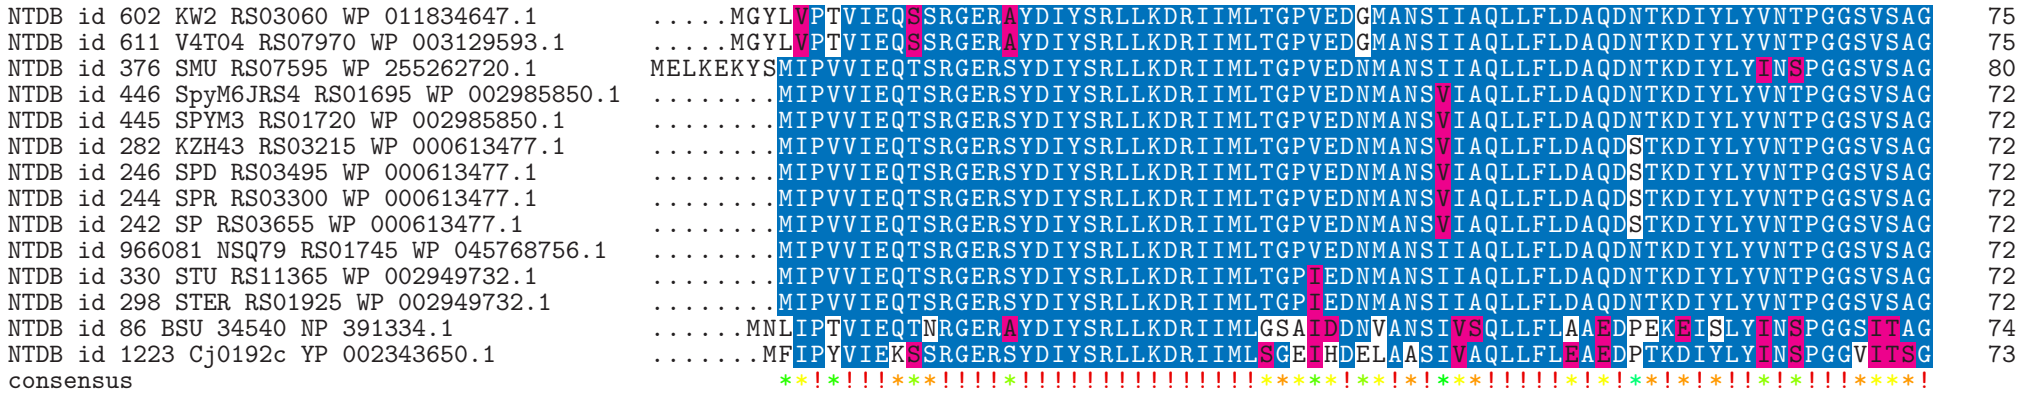 NTDB id 602 KW2 RS03060 WP 011834647.1 .....MGYLVPTVIEQSSRGERAYDIYSRLLKDRIIMLTGPVEDGMANSIIAQLLFLDAQDNTKDIYLYVNTPGGSVSAG 75
NTDB id 611 V4T04 RS07970 WP 003129593.1 .....MGYLVPTVIEQSSRGERAYDIYSRLLKDRIIMLTGPVEDGMANSIIAQLLFLDAQDNTKDIYLYVNTPGGSVSAG 75
NTDB id 376 SMU RS07595 WP 255262720.1 MELKEKYSMIPVVIEQTSRGERSYDIYSRLLKDRIIMLTGPVEDNMANSIIAQLLFLDAQDNTKDIYLYINSPGGSVSAG 80
NTDB id 446 SpyM6JRS4 RS01695 WP 002985850.1 ........MIPVVIEQTSRGERSYDIYSRLLKDRIIMLTGPVEDNMANSVIAQLLFLDAQDNTKDIYLYVNTPGGSVSAG 72
NTDB id 445 SPYM3 RS01720 WP 002985850.1 ........MIPVVIEQTSRGERSYDIYSRLLKDRIIMLTGPVEDNMANSVIAQLLFLDAQDNTKDIYLYVNTPGGSVSAG 72
NTDB id 282 KZH43 RS03215 WP 000613477.1 ........MIPVVIEQTSRGERSYDIYSRLLKDRIIMLTGPVEDNMANSVIAQLLFLDAQDSTKDIYLYVNTPGGSVSAG 72
NTDB id 246 SPD RS03495 WP 000613477.1 ........MIPVVIEQTSRGERSYDIYSRLLKDRIIMLTGPVEDNMANSVIAQLLFLDAQDSTKDIYLYVNTPGGSVSAG 72
NTDB id 244 SPR RS03300 WP 000613477.1 ........MIPVVIEQTSRGERSYDIYSRLLKDRIIMLTGPVEDNMANSVIAQLLFLDAQDSTKDIYLYVNTPGGSVSAG 72
NTDB id 242 SP RS03655 WP 000613477.1 ........MIPVVIEQTSRGERSYDIYSRLLKDRIIMLTGPVEDNMANSVIAQLLFLDAQDSTKDIYLYVNTPGGSVSAG 72
NTDB id 966081 NSQ79 RS01745 WP 045768756.1 ........MIPVVIEQTSRGERSYDIYSRLLKDRIIMLTGPVEDNMANSIIAQLLFLDAQDNTKDIYLYVNTPGGSVSAG 72
NTDB id 330 STU RS11365 WP 002949732.1 ........MIPVVIEQTSRGERSYDIYSRLLKDRIIMLTGPIEDNMANSIIAQLLFLDAQDNTKDIYLYVNTPGGSVSAG 72
NTDB id 298 STER RS01925 WP 002949732.1 ........MIPVVIEQTSRGERSYDIYSRLLKDRIIMLTGPIEDNMANSIIAQLLFLDAQDNTKDIYLYVNTPGGSVSAG 72
NTDB id 86 BSU 34540 NP 391334.1 ......MNLIPTVIEQTNRGERAYDIYSRLLKDRIIMLGSAIDDNVANSIVSQLLFLAAEDPEKEISLYINSPGGSITAG 74
NTDB id 1223 Cj0192c YP 002343650.1 .......MFIPYVIEKSSRGERSYDIYSRLLKDRIIMLSGEIHDELAASIVAQLLFLEAEDPTKDIYLYINSPGGVITSG 73
consensus **!*!!!***!!!!*!!!!!!!!!!!!!!!*****!**!*!***!!!!!*!*!**!*!*!!*!*!!!****!